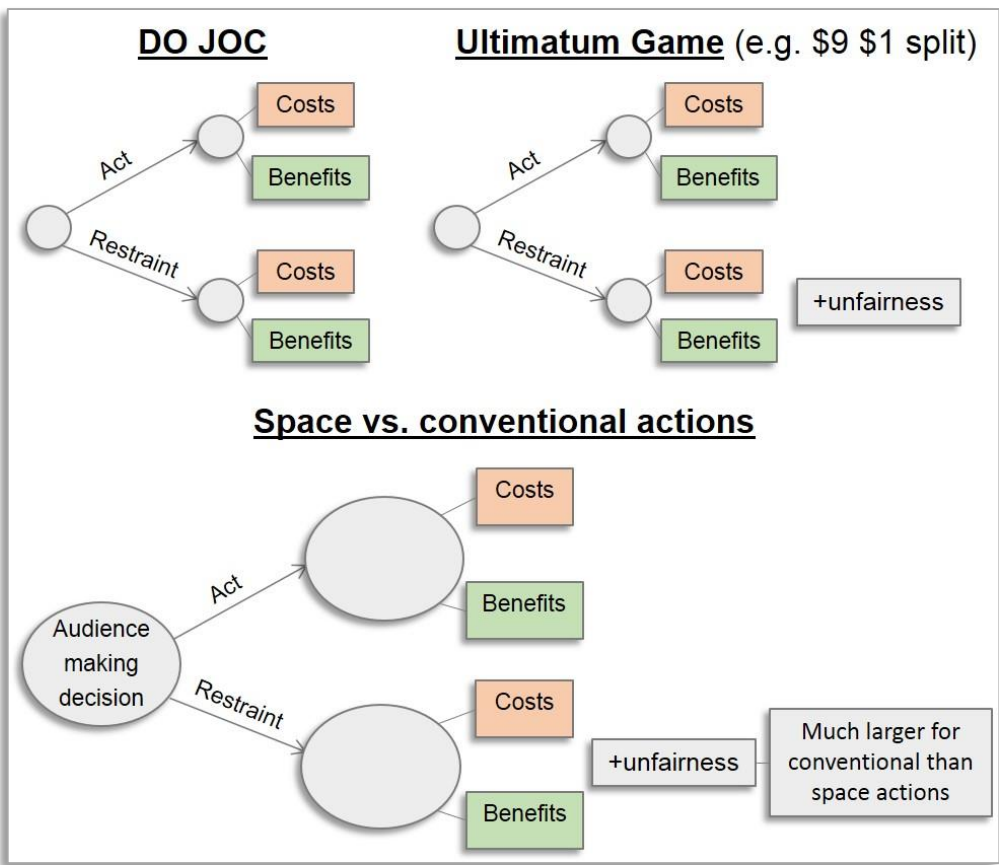 DO JOC
Costs
Act
Benefits
Restraint
Costs
Benefits
Ultimatum Game (e.g. $9 $1 split)
Costs
Act
Benefits
Restraint
Costs
+unfairness
Benefits
Space vs. conventional actions
Costs
Act
Benefits
Audience
making
decision
Restraint
Costs
+unfairness
Much larger for
conventional than
space actions
Benefits